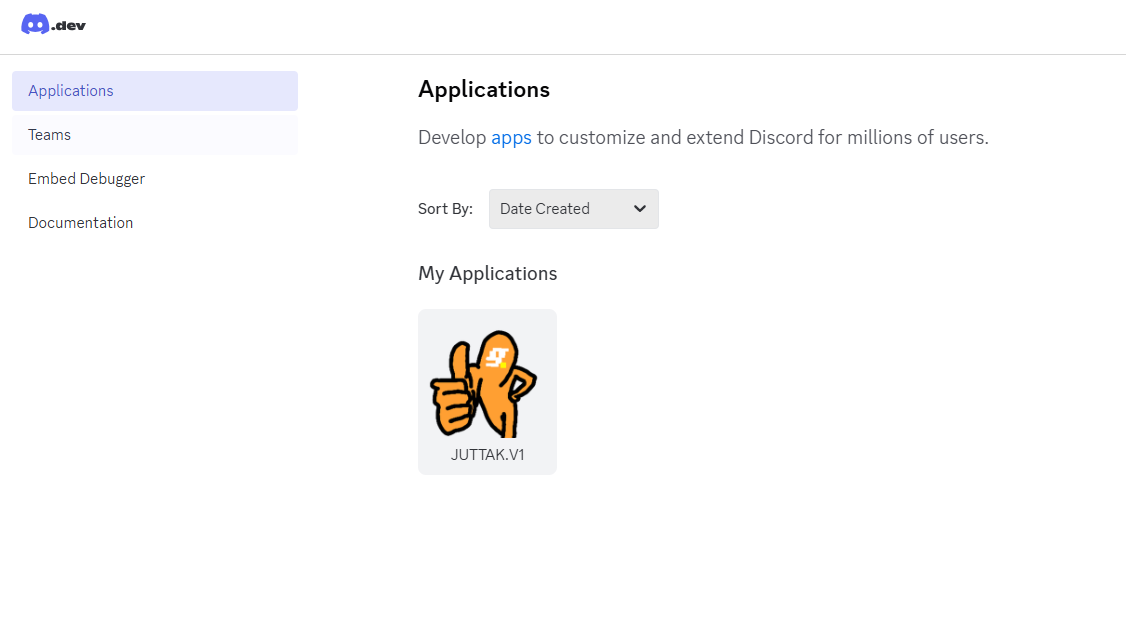 .dev
Applications
Teams
Embed Debugger
Documentation
Applications
Develop apps to customize and extend Discord for millions of users.
Sort By: Date Created
My Applications
g.
JUTTAK.V1